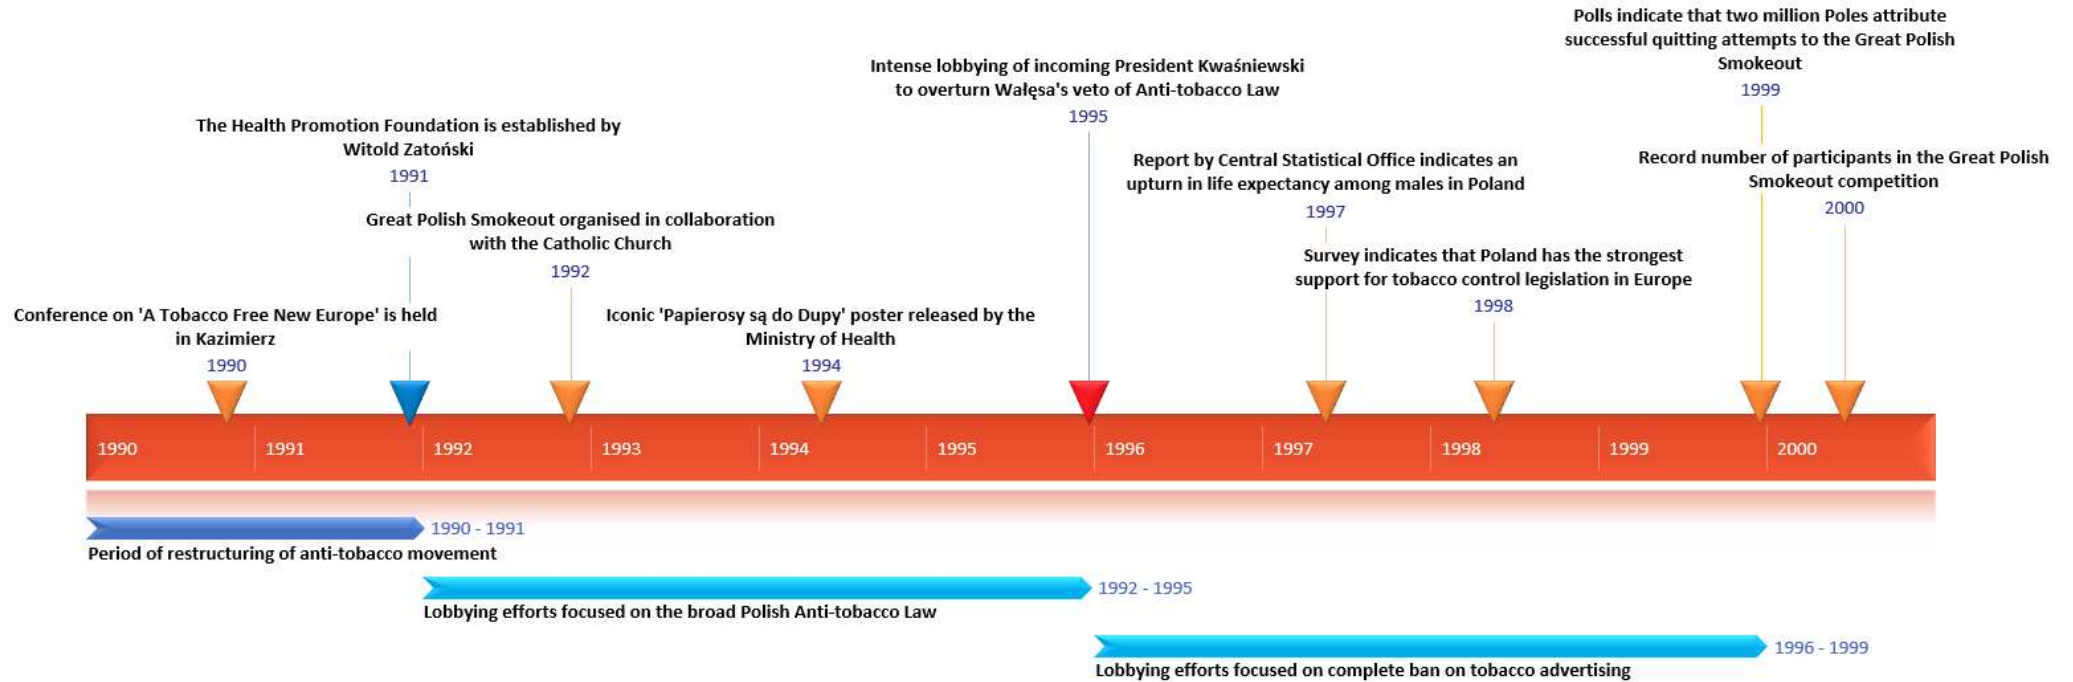 Polls indicate that two million Poles attribute
successful quitting attempts to the Great Polish
Smokeout
1999
Intense lobbying of incoming President Kwaśniewski
to overturn Wałęsa's veto of Anti-tobacco Law
1995
The Health Promotion Foundation is established by
Witold Zatoński
1991
Report by Central Statistical Office indicates an
upturn in life expectancy among males in Poland
1997
Record number of participants in the Great Polish
Smokeout competition
2000
Great Polish Smokeout organised in collaboration
with the Catholic Church
1992
Survey indicates that Poland has the strongest
support for tobacco control legislation in Europe
1998
Conference on 'A Tobacco Free New Europe' is held
in Kazimierz
1990
Iconic 'Papierosy są do Dupy' poster released by the
Ministry of Health
1994
1990 1991 1992 1993 1994 1995 1996 1997 1998 1999 2000
1990 - 1991
Period of restructuring of anti-tobacco movement
1992 - 1995
Lobbying efforts focused on the broad Polish Anti-tobacco Law
1996 - 1999
Lobbying efforts focused on complete ban on tobacco advertising